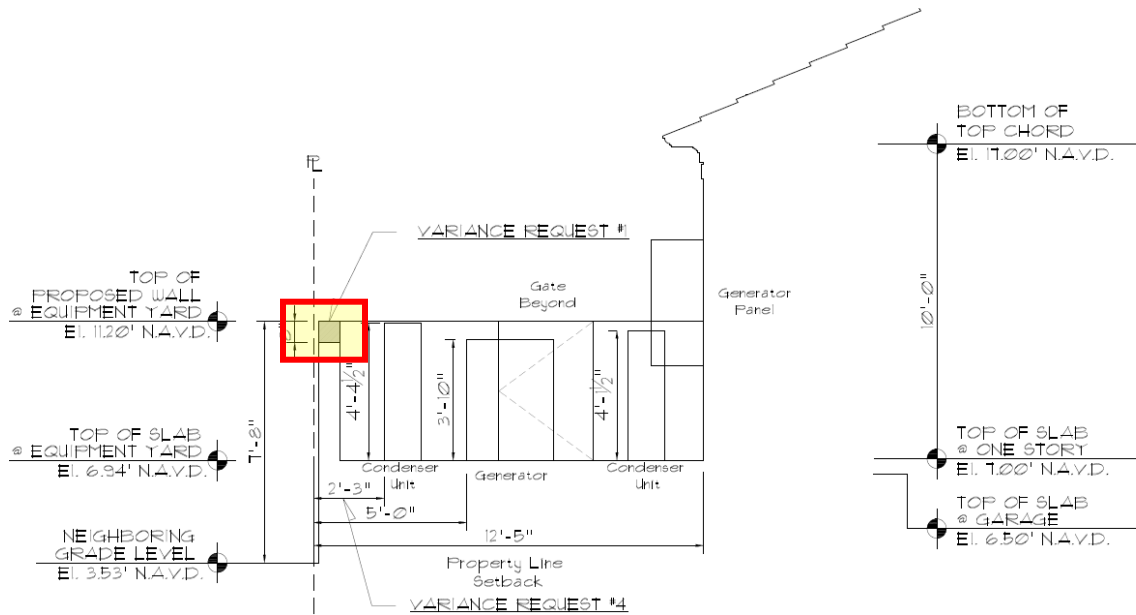 BOTTOM OF
TOP CHORD
El. 17.00' N.A.V.D.
PL
VARIANCE REQUEST #1
TOP OF
PROPOSED WALL
@ EQUIPMENT YARD
El. 11.20' N.A.V.D.
Gate
Beyond
Generator
Panel
10'-0"
4'-4½"
3'-10"
4'-1½"
7'-8"
TOP OF SLAB
@ EQUIPMENT YARD
El. 6.94' N.A.V.D.
Condenser
Unit
Generator
Condenser
Unit
TOP OF SLAB
@ ONE STORY
El. 7.00' N.A.V.D.
2'-3"
5'-0"
12'-5"
TOP OF SLAB
@ GARAGE
El. 6.50' N.A.V.D.
NEIGHBORING
GRADE LEVEL
El. 3.53' N.A.V.D.
Property Line
Setback
VARIANCE REQUEST #4